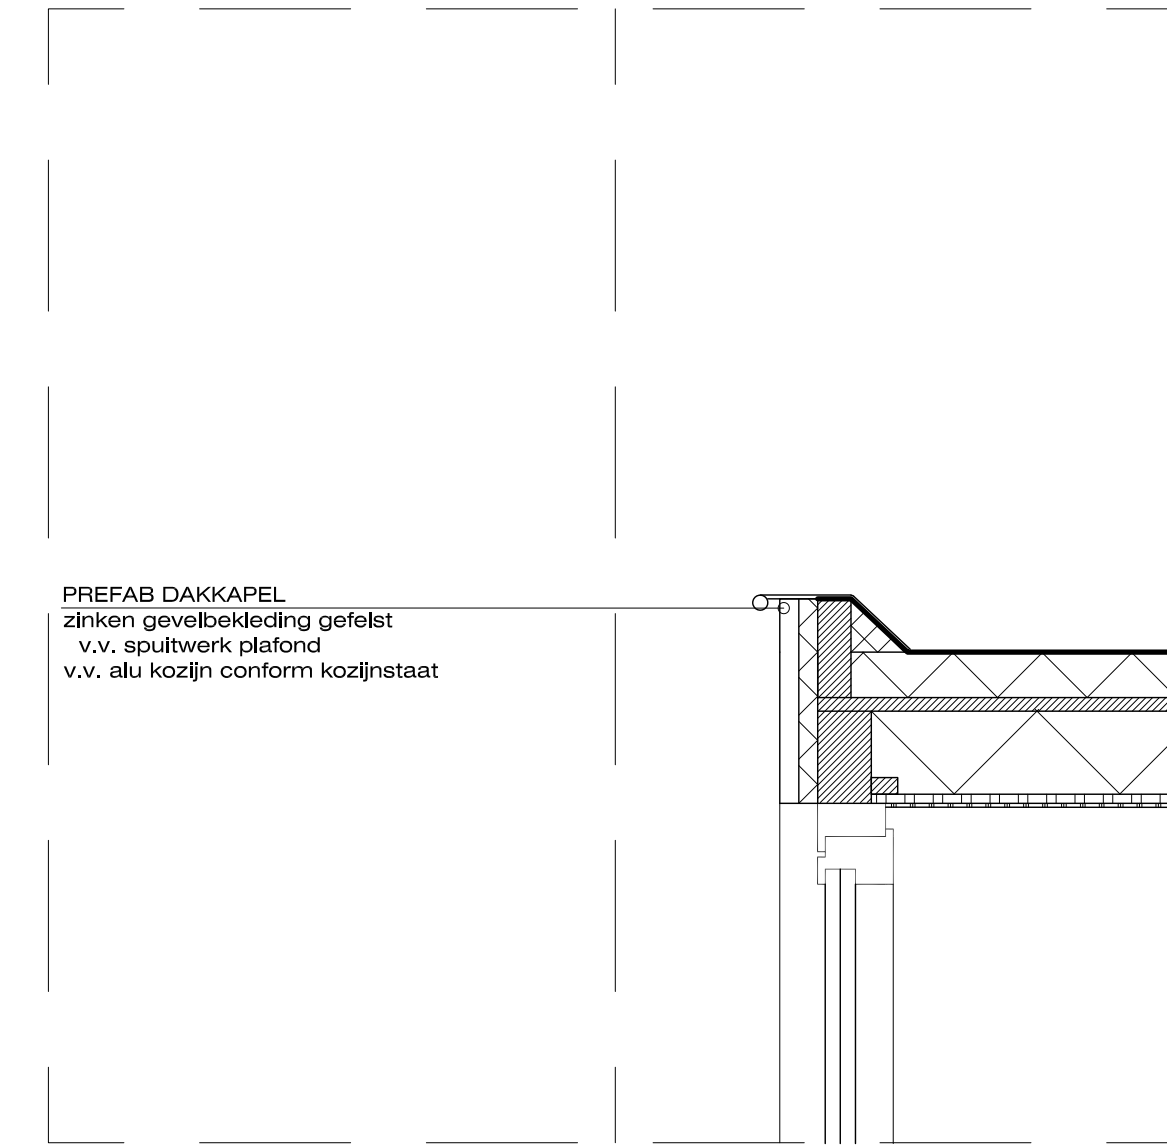 PREFAB DAKKAPEL
zinken gevelbekleding gefelst
v.v. spuitwerk plafond
v.v. alu kozijn conform kozijnstaat